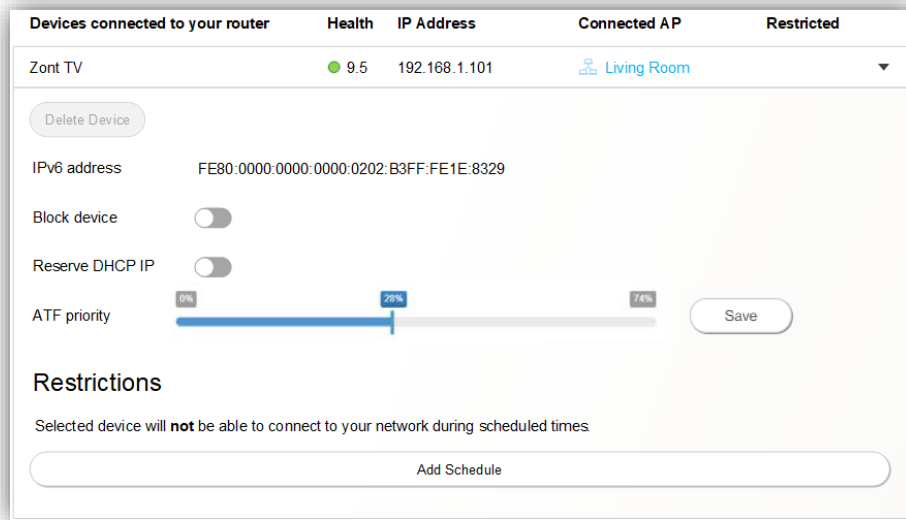 Devices connected to your router Health IP Address Connected AP Restricted
Zont TV 9.5 192.168.1.101 Living Room
Delete Device
IPv6 address FE80:0000:0000:0000:0202:B3FF:FE1E:8329
Block device
Reserve DHCP IP
0% 28% 74%
ATF priority Save
Restrictions
Selected device will not be able to connect to your network during scheduled times.
Add Schedule